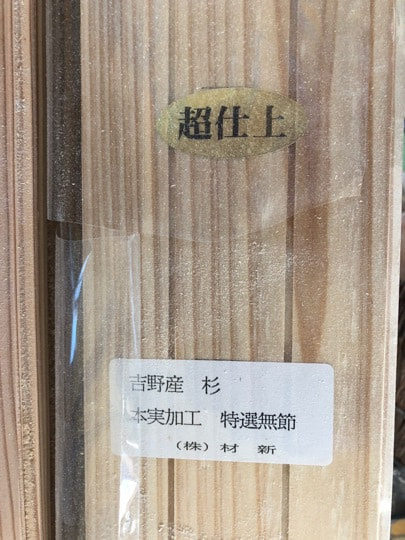 超仕上
吉野産 杉
本実加工 特選無節
（株）材 新